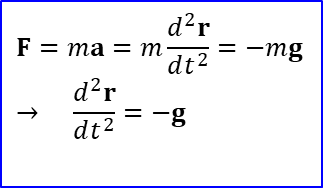 𝐅 = m𝐚 = m d²𝐫/dt² = −m𝐠
→ d²𝐫/dt² = −𝐠